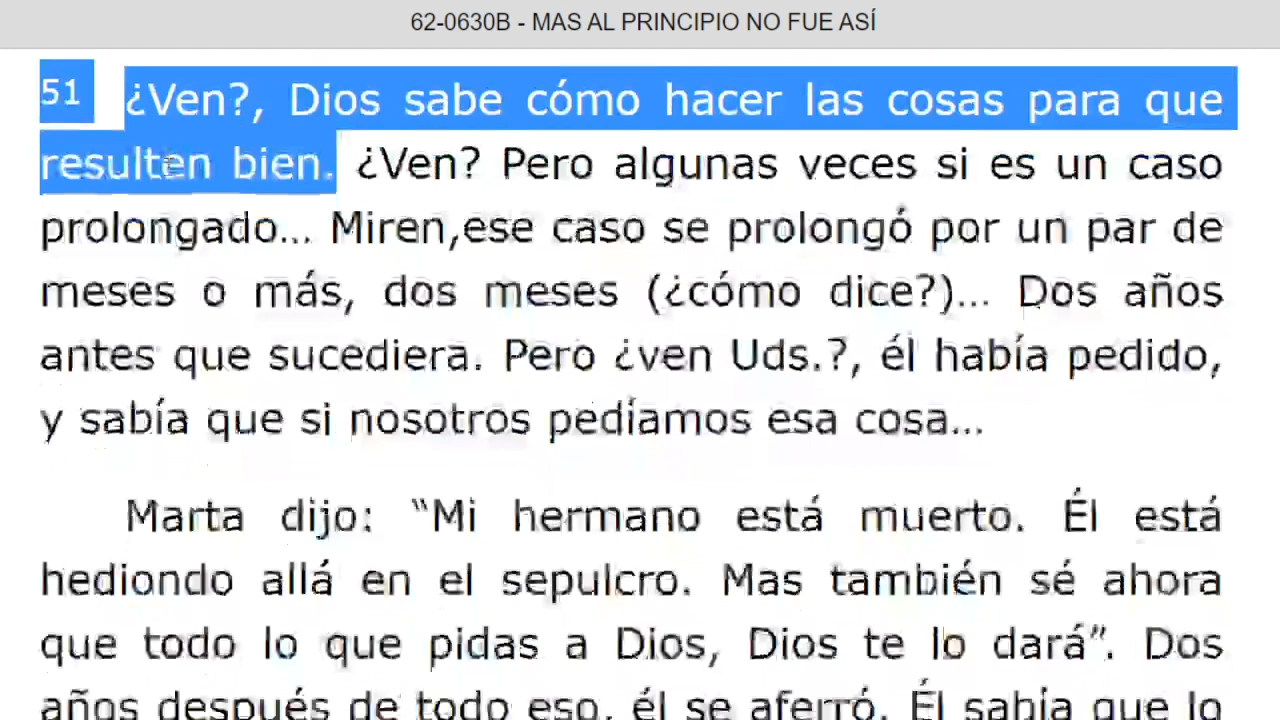 62-0630B - MAS AL PRINCIPIO NO FUE ASÍ
51 ¿Ven?, Dios sabe cómo hacer las cosas para que
resulten bien. ¿Ven? Pero algunas veces si es un caso
prolongado... Miren,ese caso se prolongó por un par de
meses o más, dos meses (¿cómo dice?)... Dos años
antes que sucediera. Pero ¿ven Uds.?, él había pedido,
y sabía que si nosotros pedíamos esa cosa...
Marta dijo: “Mi hermano está muerto. Él está
hediondo allá en el sepulcro. Mas también sé ahora
que todo lo que pidas a Dios, Dios te lo dará”. Dos
años después de todo eso, él se aferró. Él sabía que lo